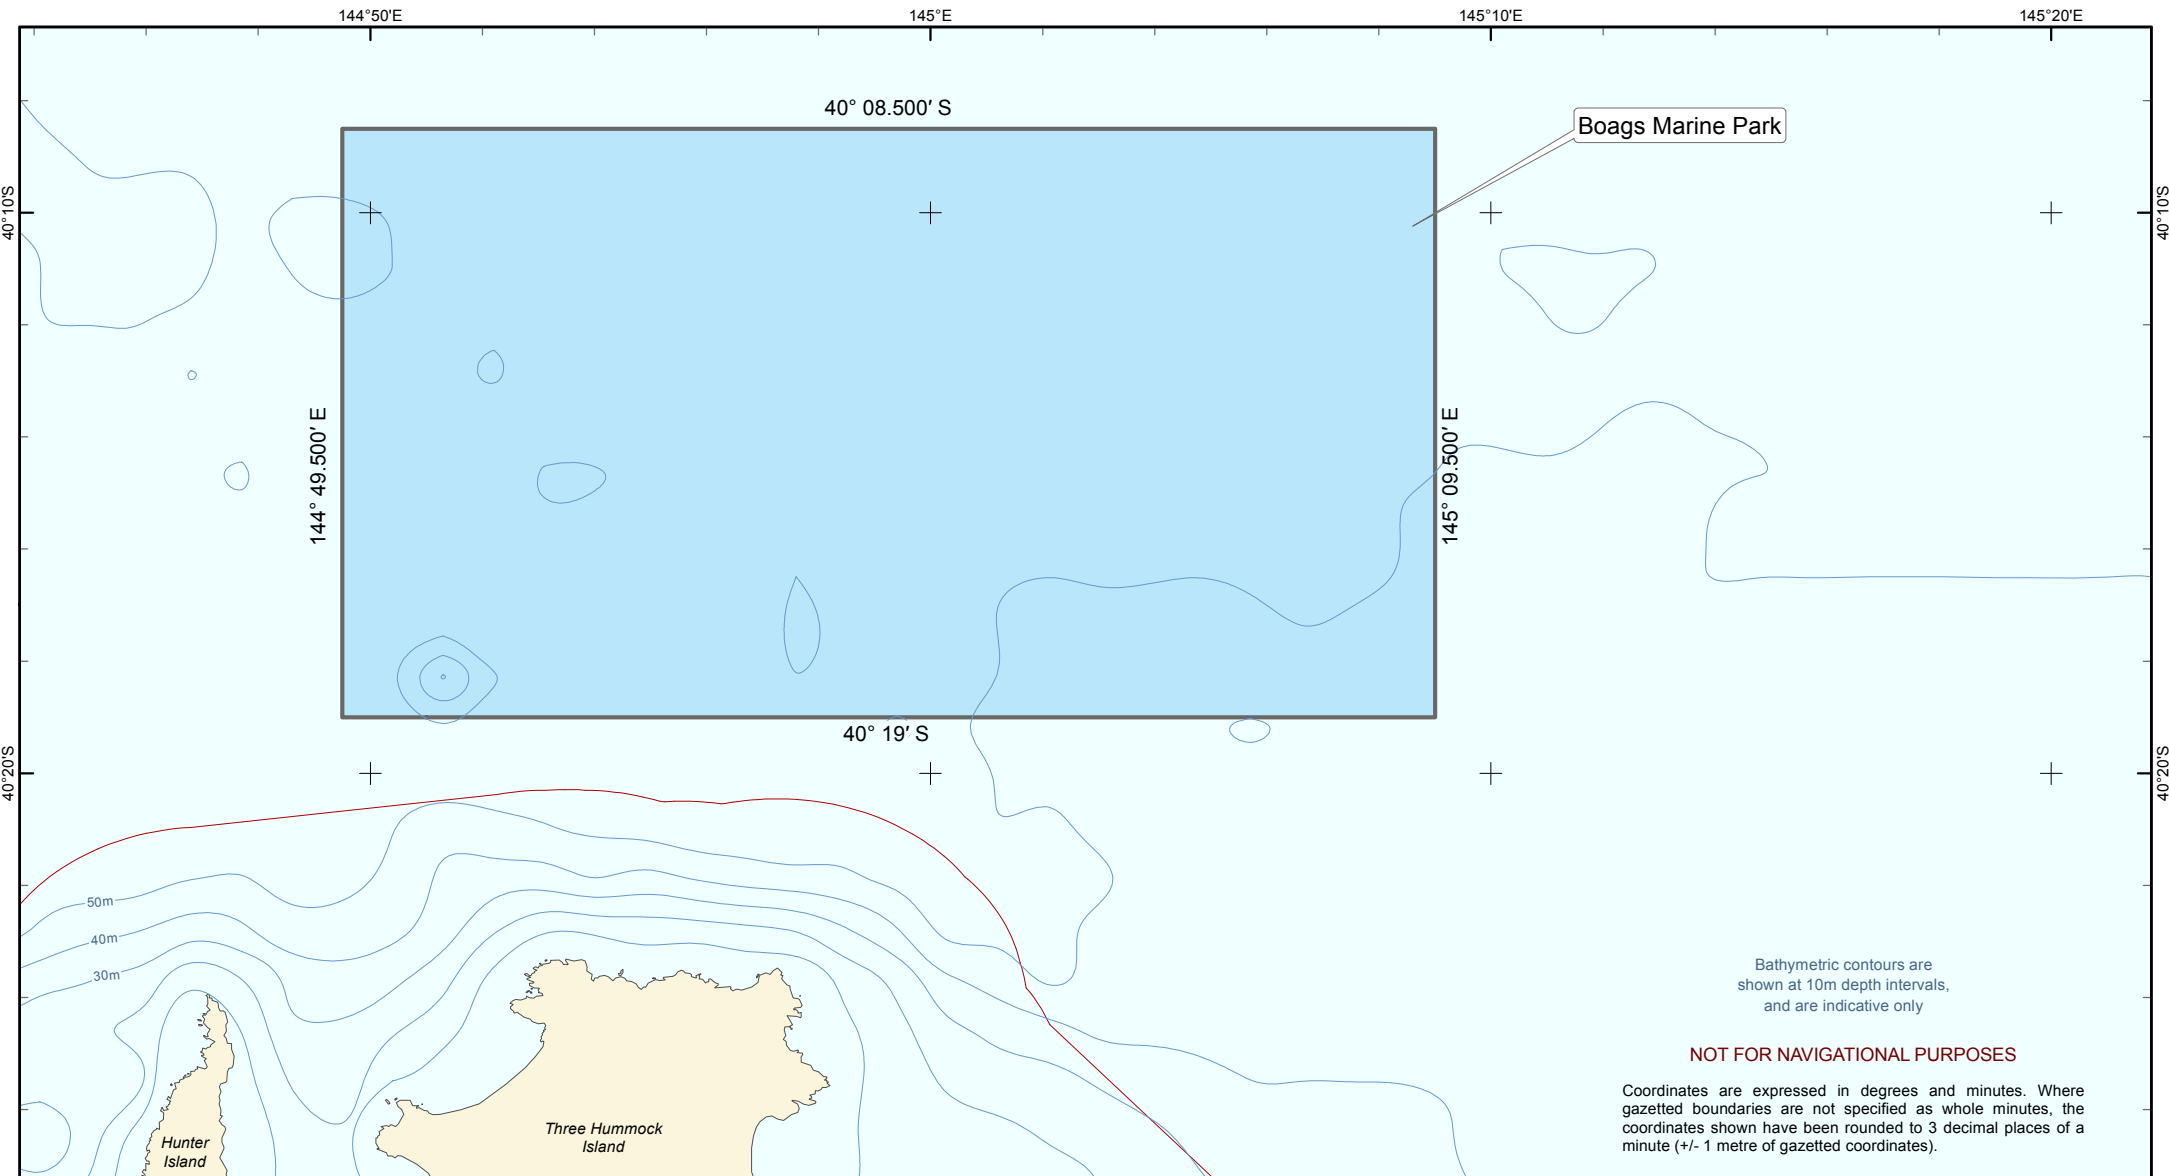 144°50'E
145°E
145°10'E
145°20'E
40° 08.500′ S
Boags Marine Park
40°10'S
40°10'S
144° 49.500′ E
145° 09.500′ E
40° 19′ S
40°20'S
40°20'S
50m
40m
30m
Bathymetric contours are
shown at 10m depth intervals,
and are indicative only
NOT FOR NAVIGATIONAL PURPOSES
Coordinates are expressed in degrees and minutes. Where
gazetted boundaries are not specified as whole minutes, the
coordinates shown have been rounded to 3 decimal places of a
minute (+/- 1 metre of gazetted coordinates).
Three Hummock
Island
Hunter
Island